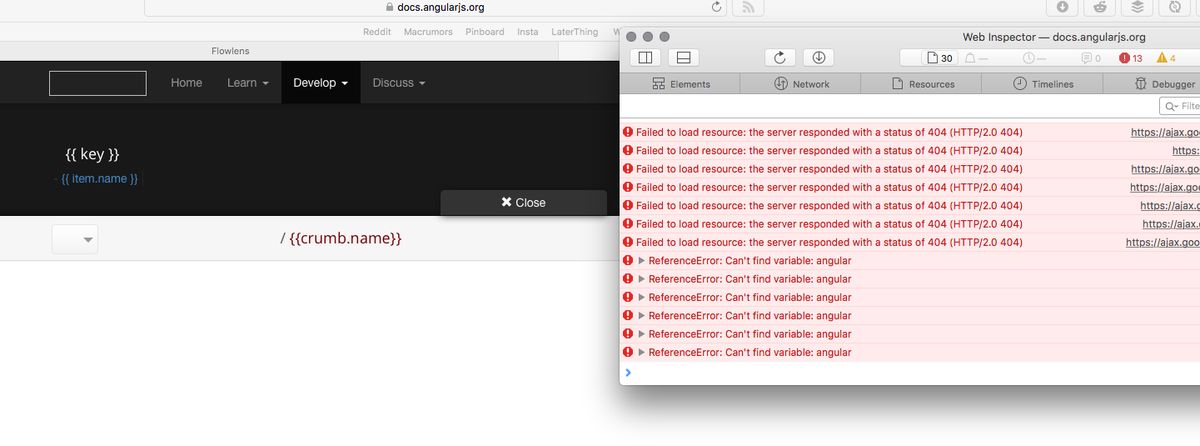 docs.angularjs.org
Reddit Macrumors Pinboard Insta LaterThing
Flowlens
Home Learn Develop Discuss
{{ key }}
- {{ item.name }}
✖ Close
/ {{crumb.name}}
Web Inspector — docs.angularjs.org
30 — — 0 13 4
Elements Network Resources Timelines Debugger
Failed to load resource: the server responded with a status of 404 (HTTP/2.0 404) https://ajax.go
Failed to load resource: the server responded with a status of 404 (HTTP/2.0 404) https:
Failed to load resource: the server responded with a status of 404 (HTTP/2.0 404) https://ajax.goo
Failed to load resource: the server responded with a status of 404 (HTTP/2.0 404) https://ajax.goo
Failed to load resource: the server responded with a status of 404 (HTTP/2.0 404) https://ajax.g
Failed to load resource: the server responded with a status of 404 (HTTP/2.0 404) https://ajax.
Failed to load resource: the server responded with a status of 404 (HTTP/2.0 404) https://ajax.goo
ReferenceError: Can't find variable: angular
ReferenceError: Can't find variable: angular
ReferenceError: Can't find variable: angular
ReferenceError: Can't find variable: angular
ReferenceError: Can't find variable: angular
ReferenceError: Can't find variable: angular